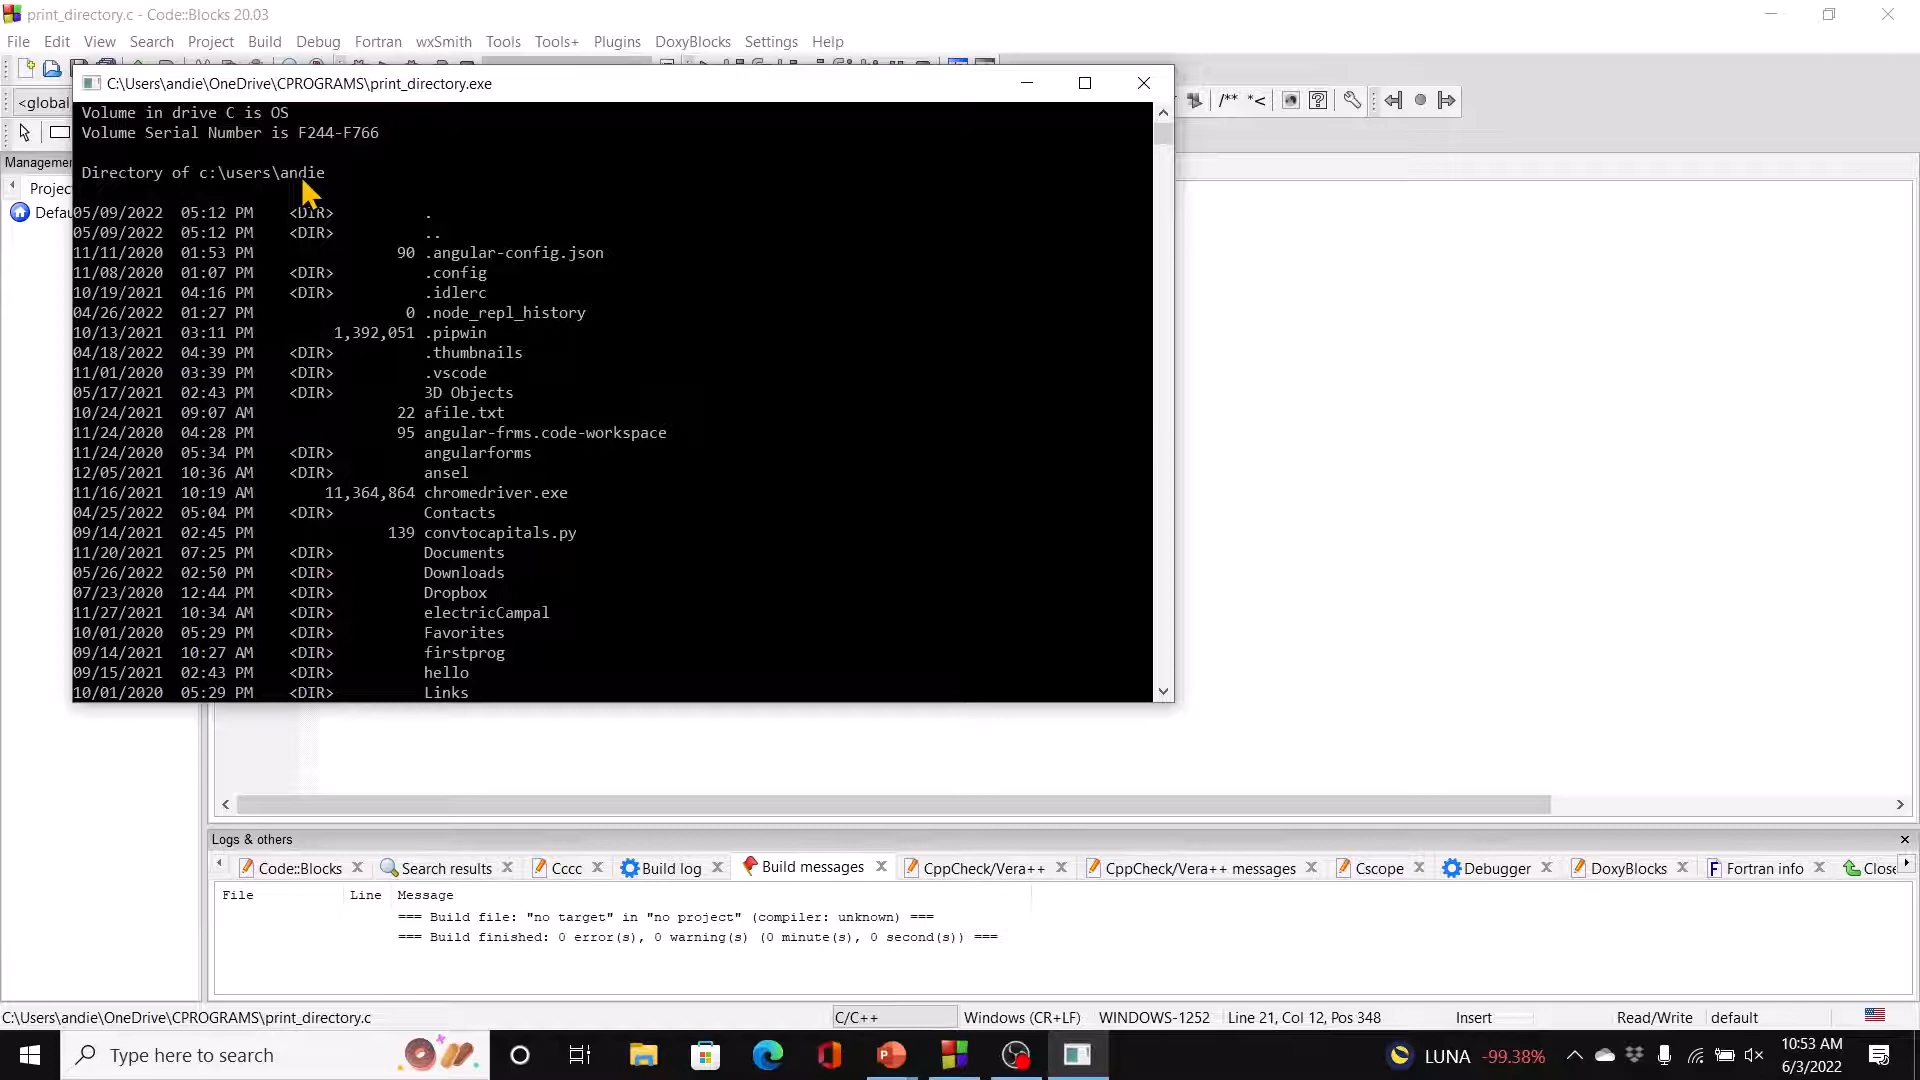 print_directory.c - Code::Blocks 20.03
File Edit View Search Project Build Debug Fortran wxSmith Tools Tools+ Plugins DoxyBlocks Settings Help
C:\Users\andie\OneDrive\CPROGRAMS\print_directory.exe
<global
/** *<
Volume in drive C is OS
Volume Serial Number is F244-F766
Management
Directory of c:\users\andie
Projec
Defau
05/09/2022 05:12 PM <DIR> .
05/09/2022 05:12 PM <DIR> ..
11/11/2020 01:53 PM 90 .angular-config.json
11/08/2020 01:07 PM <DIR> .config
10/19/2021 04:16 PM <DIR> .idlerc
04/26/2022 01:27 PM 0 .node_repl_history
10/13/2021 03:11 PM 1,392,051 .pipwin
04/18/2022 04:39 PM <DIR> .thumbnails
11/01/2020 03:39 PM <DIR> .vscode
05/17/2021 02:43 PM <DIR> 3D Objects
10/24/2021 09:07 AM 22 afile.txt
11/24/2020 04:28 PM 95 angular-frms.code-workspace
11/24/2020 05:34 PM <DIR> angularforms
12/05/2021 10:36 AM <DIR> ansel
11/16/2021 10:19 AM 11,364,864 chromedriver.exe
04/25/2022 05:04 PM <DIR> Contacts
09/14/2021 02:45 PM 139 convtocapitals.py
11/20/2021 07:25 PM <DIR> Documents
05/26/2022 02:50 PM <DIR> Downloads
07/23/2020 12:44 PM <DIR> Dropbox
11/27/2021 10:34 AM <DIR> electricCampal
10/01/2020 05:29 PM <DIR> Favorites
09/14/2021 10:27 AM <DIR> firstprog
09/15/2021 02:43 PM <DIR> hello
10/01/2020 05:29 PM <DIR> Links
Logs & others
Code::Blocks Search results Cccc Build log Build messages CppCheck/Vera++ CppCheck/Vera++ messages Cscope Debugger DoxyBlocks Fortran info Close
File Line Message
=== Build file: "no target" in "no project" (compiler: unknown) ===
=== Build finished: 0 error(s), 0 warning(s) (0 minute(s), 0 second(s)) ===
C:\Users\andie\OneDrive\CPROGRAMS\print_directory.c C/C++ Windows (CR+LF) WINDOWS-1252 Line 21, Col 12, Pos 348 Insert Read/Write default
Type here to search
LUNA -99.38%
10:53 AM
6/3/2022